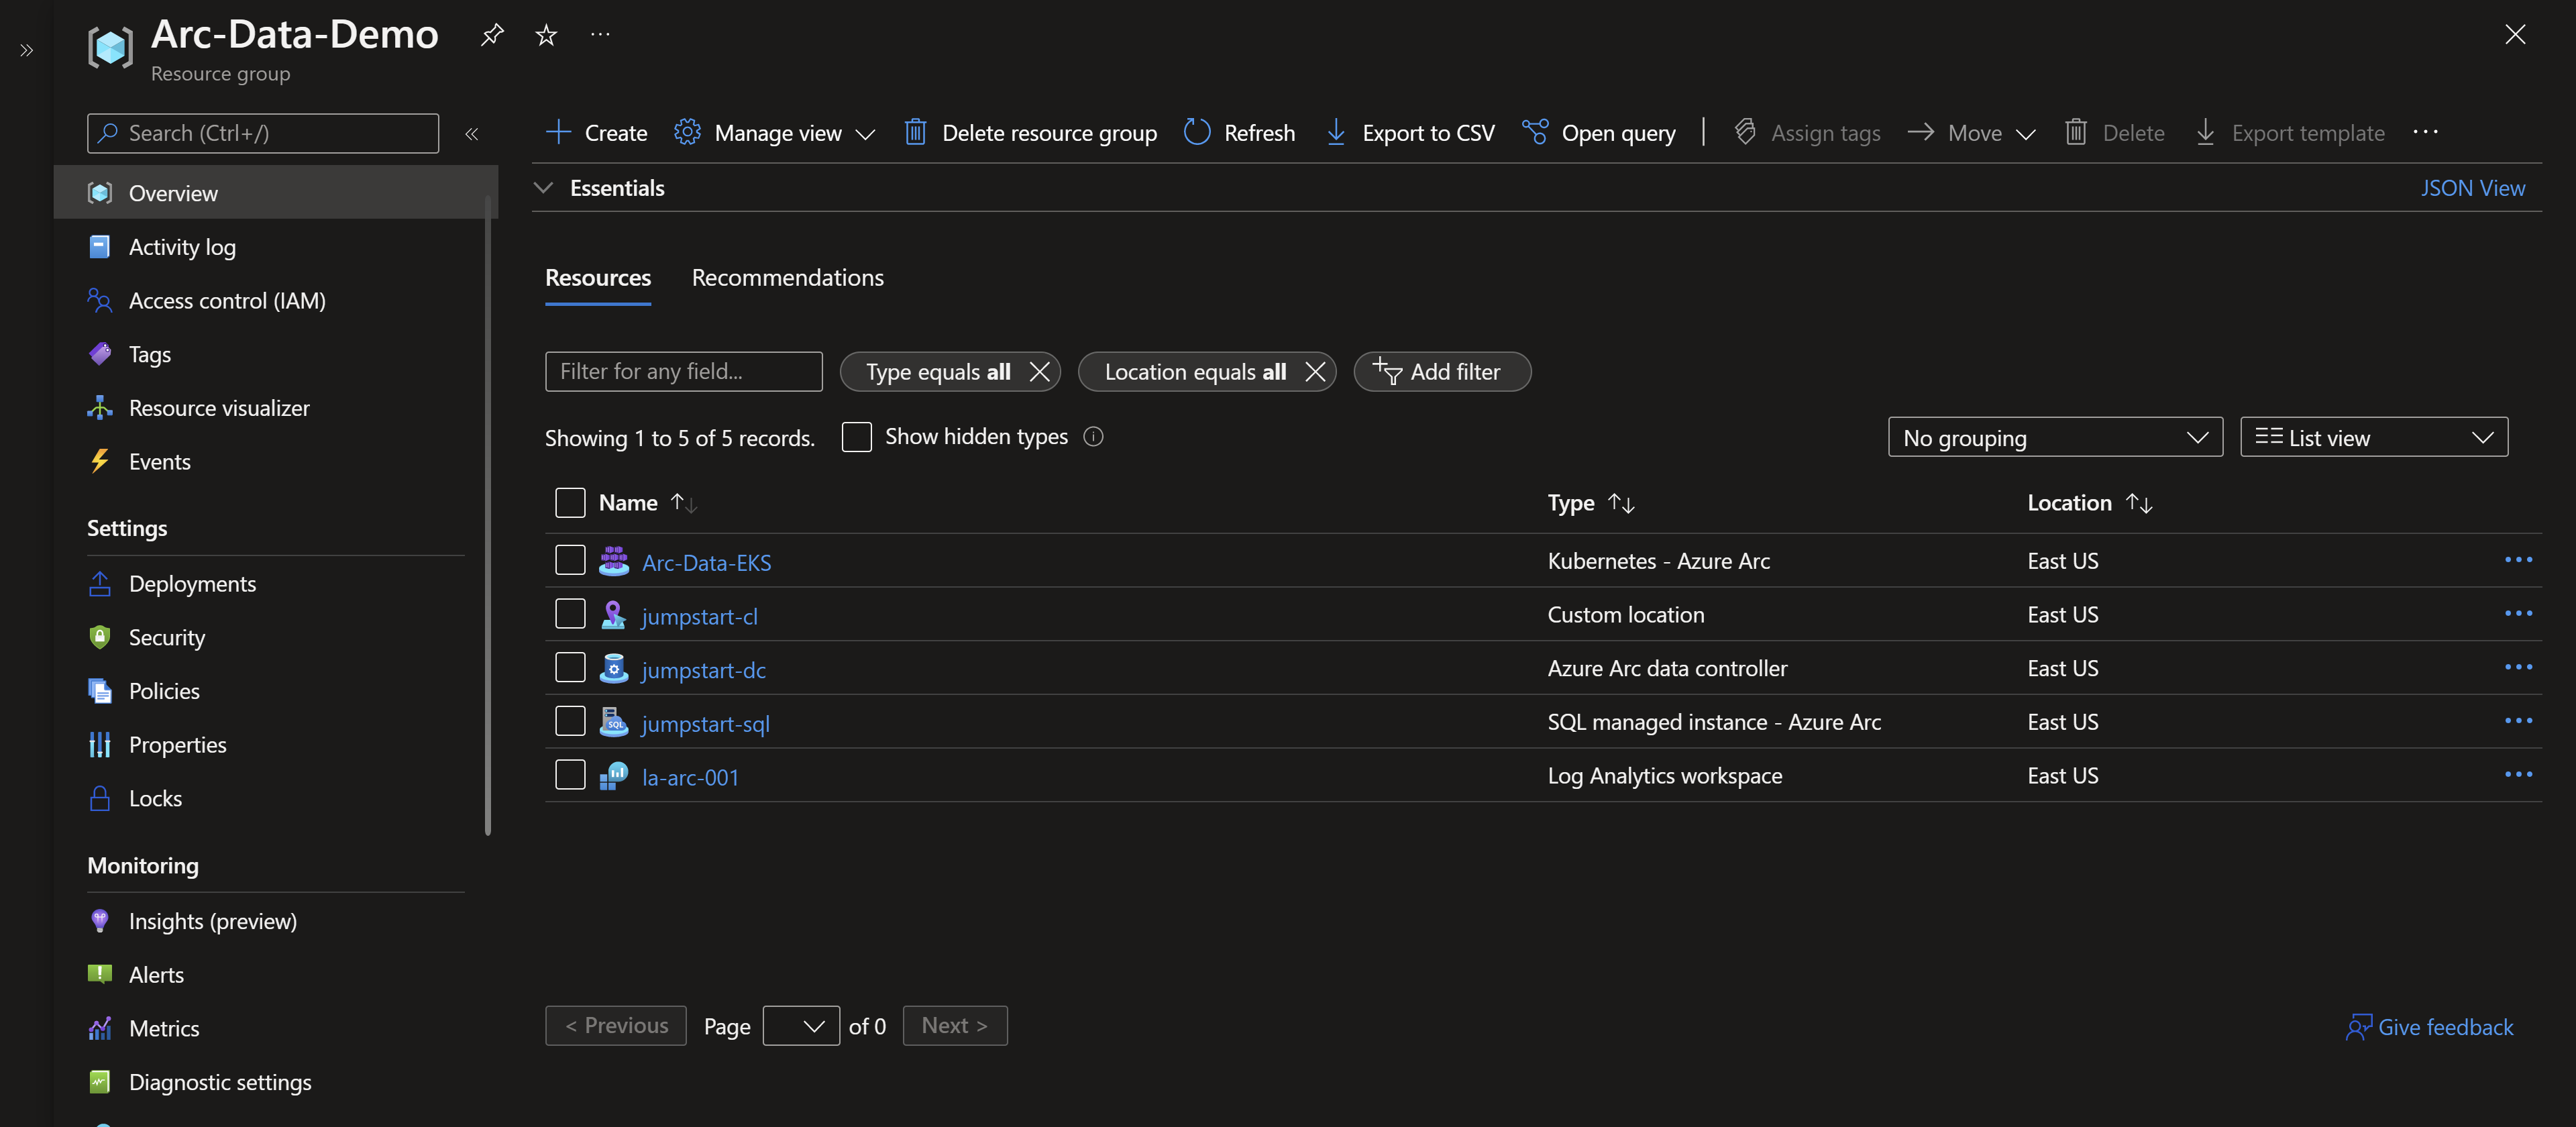 Arc-Data-Demo
Resource group
Search (Ctrl+/)
Overview
Activity log
Access control (IAM)
Tags
Resource visualizer
Events
Settings
Deployments
Security
Policies
Properties
Locks
Monitoring
Insights (preview)
Alerts
Metrics
Diagnostic settings
Create Manage view Delete resource group Refresh Export to CSV Open query Assign tags Move Delete Export template
Essentials JSON View
Resources Recommendations
Filter for any field... Type equals all Location equals all Add filter
Showing 1 to 5 of 5 records. Show hidden types No grouping List view
Name Type Location
Arc-Data-EKS Kubernetes - Azure Arc East US
jumpstart-cl Custom location East US
jumpstart-dc Azure Arc data controller East US
jumpstart-sql SQL managed instance - Azure Arc East US
la-arc-001 Log Analytics workspace East US
< Previous Page of 0 Next > Give feedback